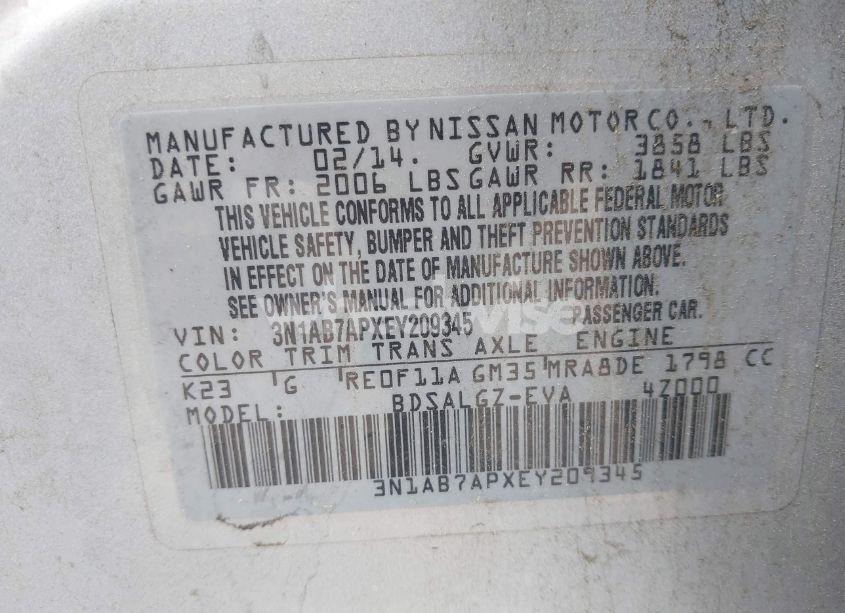 MANUFACTURED BY NISSAN MOTOR CO., LTD.
DATE: 02/14. GVWR: 3858 LBS
GAWR FR: 2006 LBS GAWR RR: 1841 LBS
THIS VEHICLE CONFORMS TO ALL APPLICABLE FEDERAL MOTOR
VEHICLE SAFETY, BUMPER AND THEFT PREVENTION STANDARDS
IN EFFECT ON THE DATE OF MANUFACTURE SHOWN ABOVE.
SEE OWNER'S MANUAL FOR ADDITIONAL INFORMATION.
VIN: 3N1AB7APXEY209345 PASSENGER CAR.
COLOR TRIM TRANS AXLE ENGINE
K23 G RE0F11A GM35 MRA8DE 1798 CC
MODEL: BDSALGZ-EVA 4Z000
3N1AB7APXEY209345